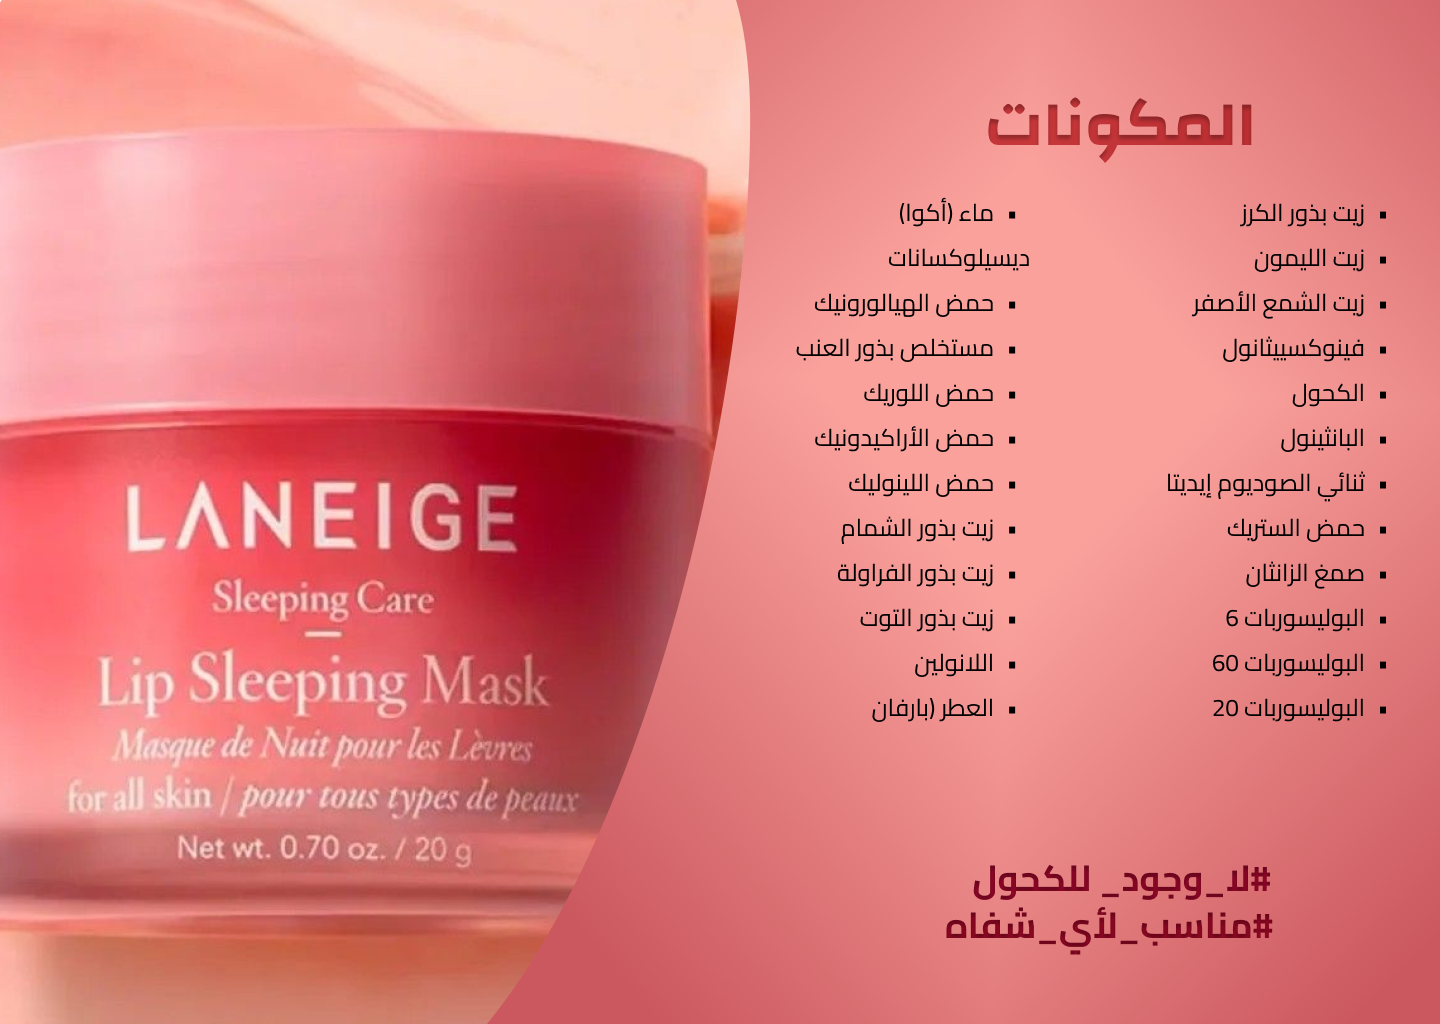 LANEIGE
Sleeping Care
Lip Sleeping Mask
Masque de Nuit pour les Lèvres
for all skin / pour tous types de peaux
Net wt. 0.70 oz. / 20 g
المكونات
▪ زيت بذور الكرز
▪ زيت الليمون
▪ زيت الشمع الأصفر
▪ فينوكسييثانول
▪ الكحول
▪ البانثينول
▪ ثنائي الصوديوم إيديتا
▪ حمض الستريك
▪ صمغ الزانثان
▪ البوليسوربات 6
▪ البوليسوربات 60
▪ البوليسوربات 20
▪ ماء (أكوا)
ديسيلوكسانات
▪ حمض الهيالورونيك
▪ مستخلص بذور العنب
▪ حمض اللوريك
▪ حمض الأراكيدونيك
▪ حمض اللينوليك
▪ زيت بذور الشمام
▪ زيت بذور الفراولة
▪ زيت بذور التوت
▪ اللانولين
▪ العطر (بارفان
#لا_وجود_ للكحول
#مناسب_لأي_شفاه